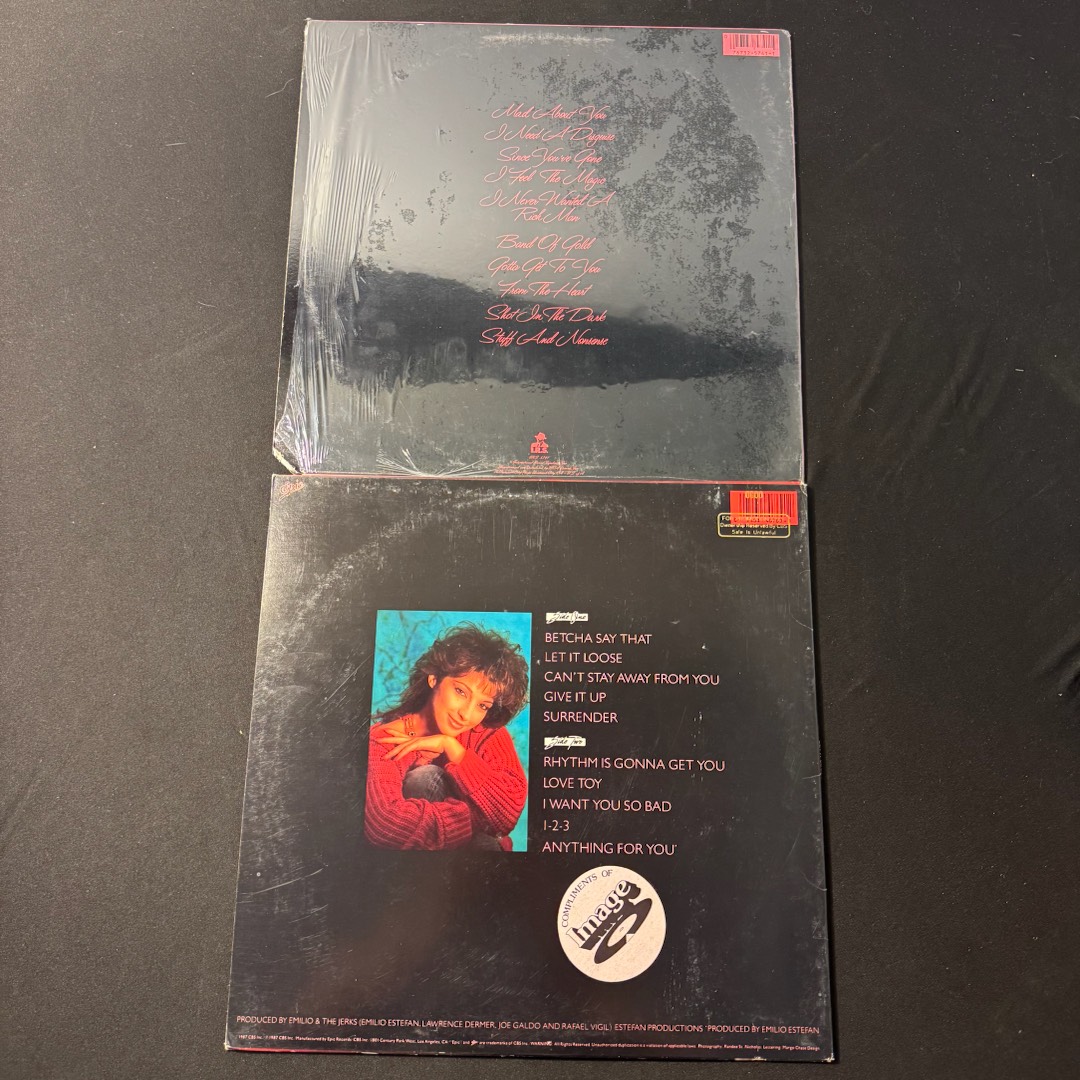 Mad About You
I Need A Disguise
Since You've Gone
I Feel The Magic
I Never Wanted A
Rich Man
Band Of Gold
Gotta Get To You
From The Heart
Shot In The Dark
Stuff And Nonsense
I.R.S.
Epic
Sale Is Unlawful
Side One
BETCHA SAY THAT
LET IT LOOSE
CAN'T STAY AWAY FROM YOU
GIVE IT UP
SURRENDER
Side Two
RHYTHM IS GONNA GET YOU
LOVE TOY
I WANT YOU SO BAD
1-2-3
ANYTHING FOR YOU*
COMPLIMENTS OF
Image
PRODUCED BY EMILIO & THE JERKS (EMILIO ESTEFAN, LAWRENCE DERMER, JOE GALDO AND RAFAEL VIGIL) ESTEFAN PRODUCTIONS *PRODUCED BY EMILIO ESTEFAN